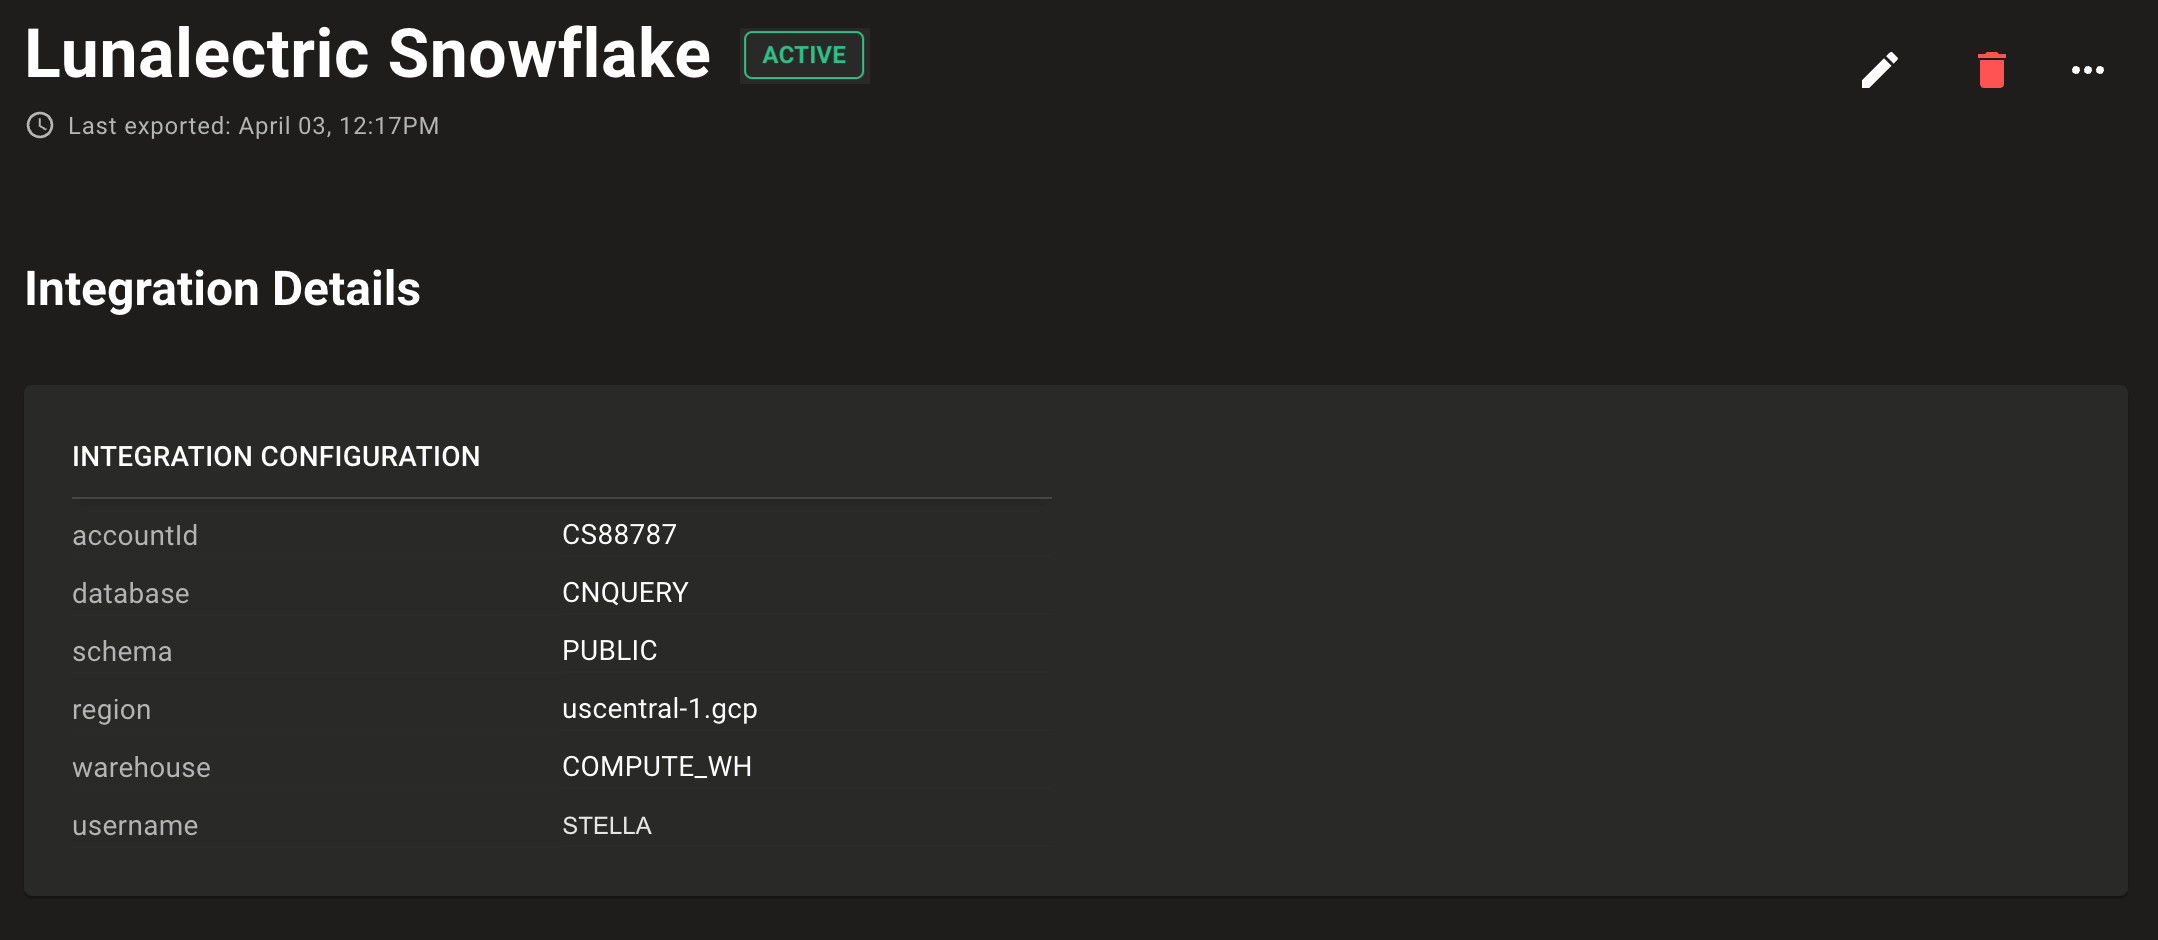 Lunalectric Snowflake ACTIVE
Last exported: April 03, 12:17PM
Integration Details
INTEGRATION CONFIGURATION
accountId CS88787
database CNQUERY
schema PUBLIC
region uscentral-1.gcp
warehouse COMPUTE_WH
username STELLA